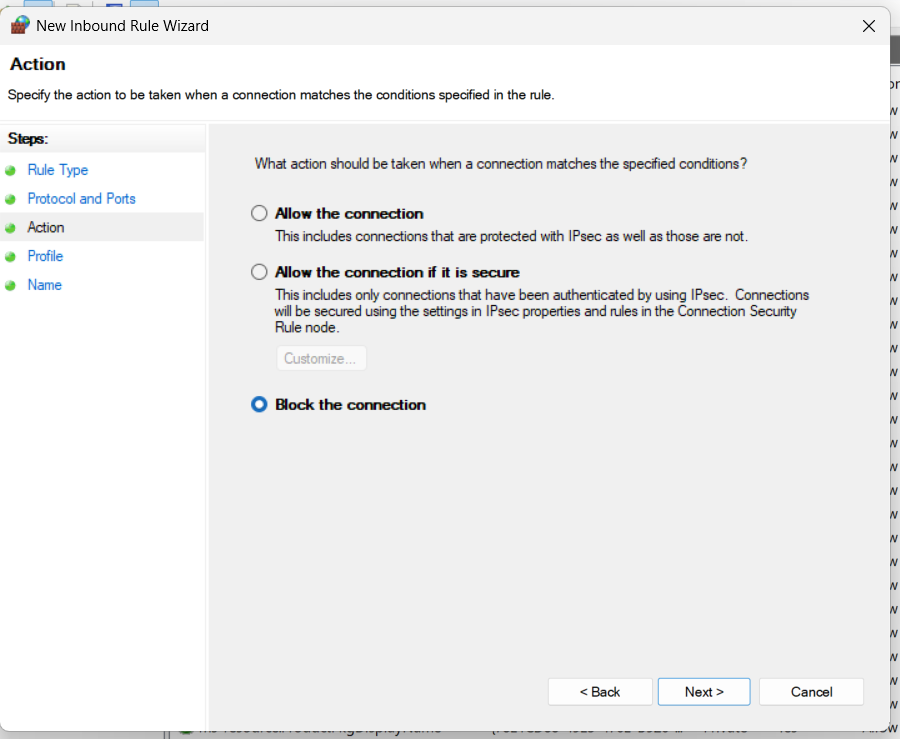 New Inbound Rule Wizard
Action
Specify the action to be taken when a connection matches the conditions specified in the rule.
Steps:
Rule Type
Protocol and Ports
Action
Profile
Name
What action should be taken when a connection matches the specified conditions?
Allow the connection
This includes connections that are protected with IPsec as well as those are not.
Allow the connection if it is secure
This includes only connections that have been authenticated by using IPsec. Connections
will be secured using the settings in IPsec properties and rules in the Connection Security
Rule node.
Customize...
Block the connection
< Back
Next >
Cancel